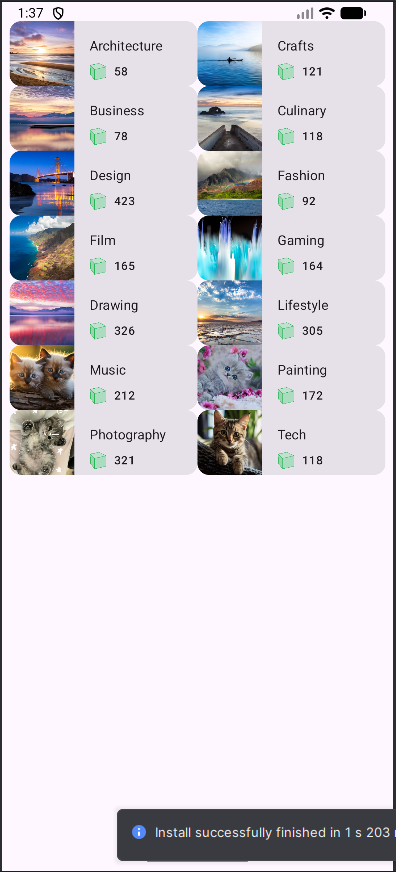 1:37
Architecture
58
Crafts
121
Business
78
Culinary
118
Design
423
Fashion
92
Film
165
Gaming
164
Drawing
326
Lifestyle
305
Music
212
Painting
172
Photography
321
Tech
118
Install successfully finished in 1 s 203